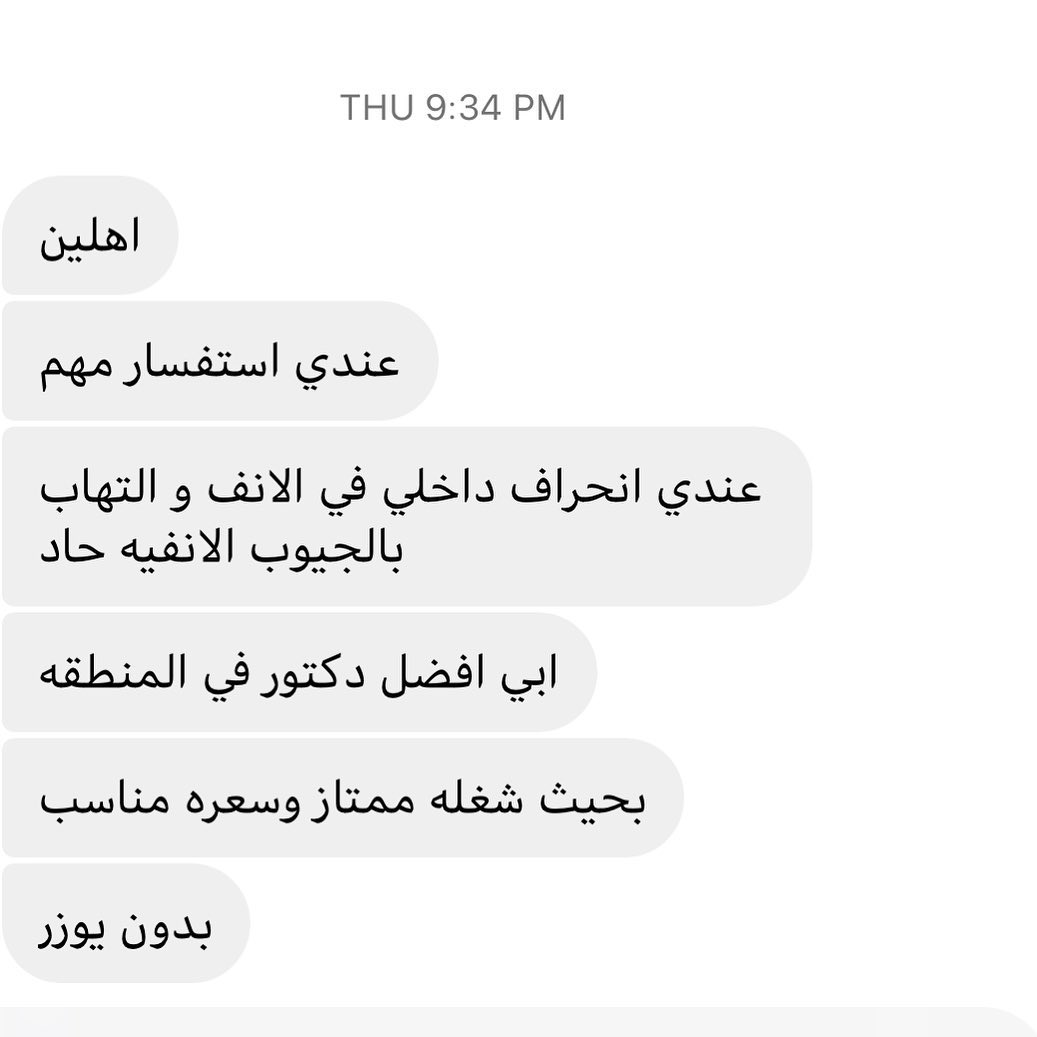 THU 9:34 PM
اهلين
عندي استفسار مهم
عندي انحراف داخلي في الانف و التهاب
بالجيوب الانفيه حاد
ابي افضل دكتور في المنطقه
بحيث شغله ممتاز وسعره مناسب
بدون يوزر